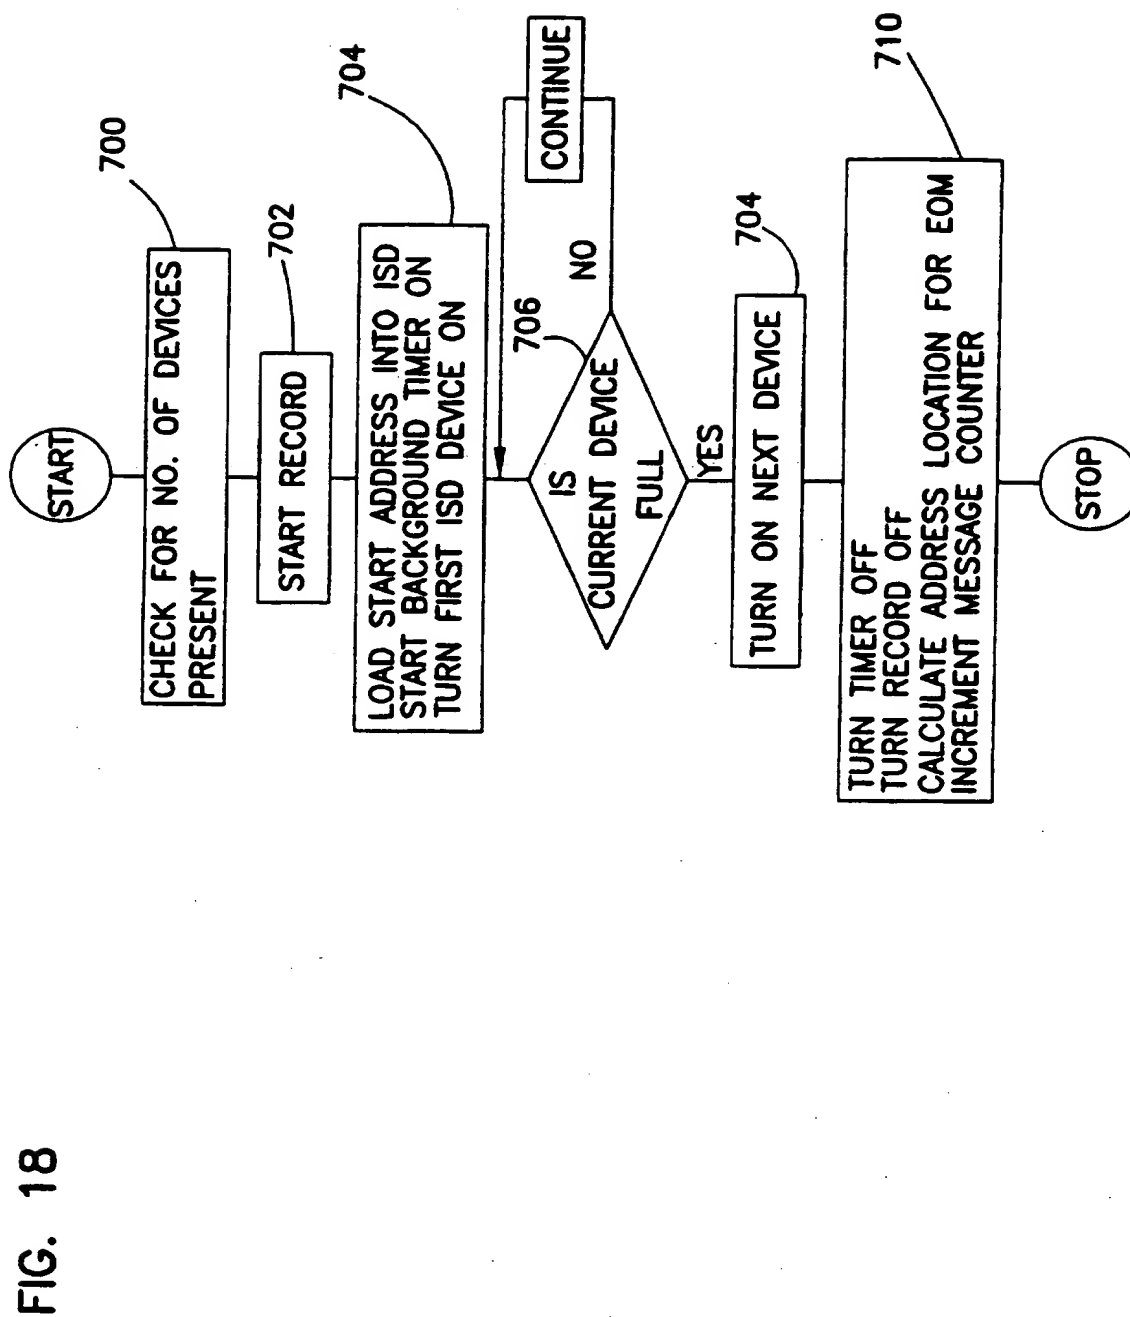 FIG. 18
START
700
CHECK FOR NO. OF DEVICES
PRESENT
702
START RECORD
704
LOAD START ADDRESS INTO ISD
START BACKGROUND TIMER ON
TURN FIRST ISD DEVICE ON
CONTINUE
706
NO
IS
CURRENT DEVICE
FULL
YES
704
TURN ON NEXT DEVICE
710
TURN TIMER OFF
TURN RECORD OFF
CALCULATE ADDRESS LOCATION FOR EOM
INCREMENT MESSAGE COUNTER
STOP